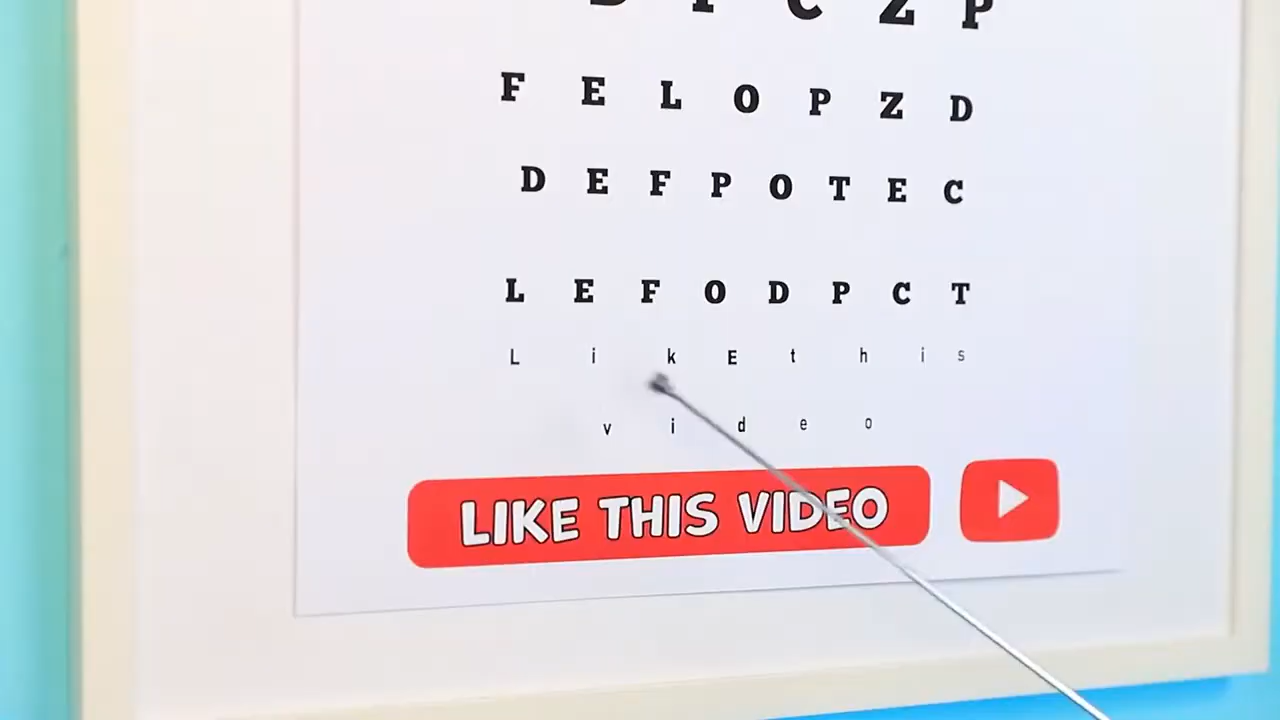 F E L O P Z D
D E F P O T E C
L E F O D P C T
L i k E t h i s
v i d e o
LIKE THIS VIDEO